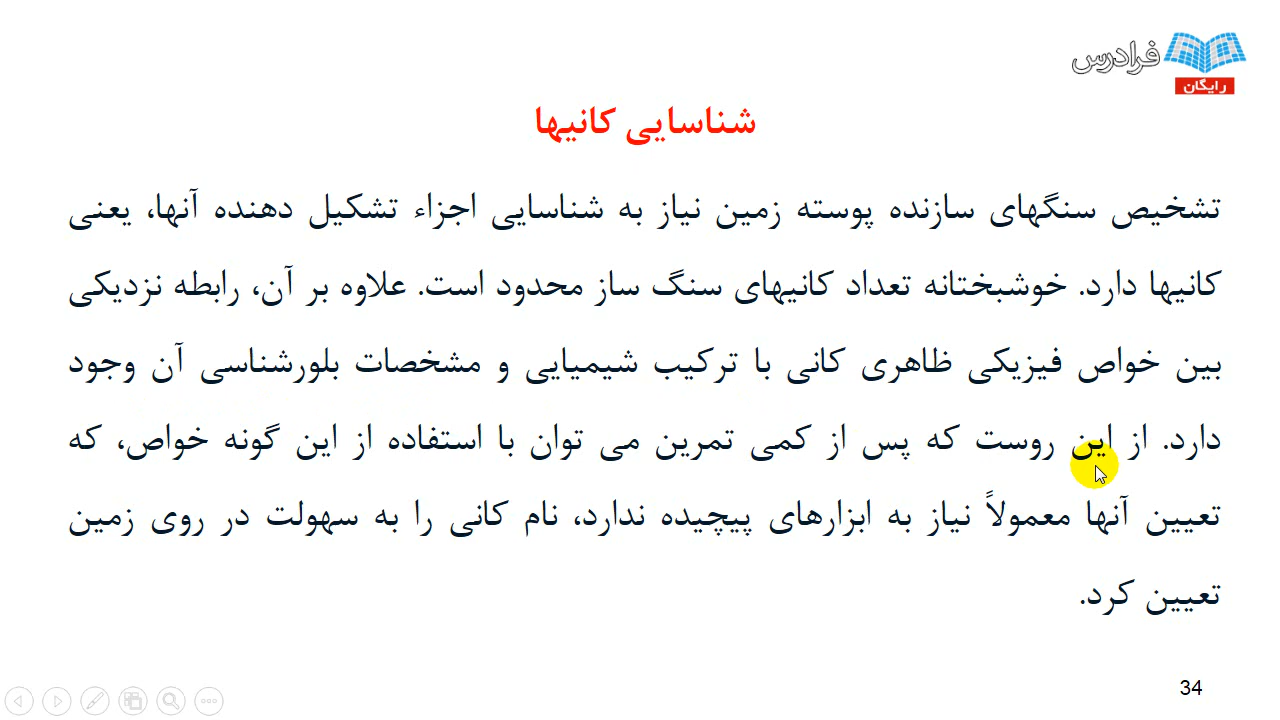 فرادرس
رایگان
شناسایی کانیها
تشخیص سنگهای سازنده پوسته زمین نیاز به شناسایی اجزاء تشکیل دهنده آنها، یعنی
کانیها دارد. خوشبختانه تعداد کانیهای سنگ ساز محدود است. علاوه بر آن، رابطه نزدیکی
بین خواص فیزیکی ظاهری کانی با ترکیب شیمیایی و مشخصات بلورشناسی آن وجود
دارد. از این روست که پس از کمی تمرین می توان با استفاده از این گونه خواص، که
تعیین آنها معمولاً نیاز به ابزارهای پیچیده ندارد، نام کانی را به سهولت در روی زمین
تعیین کرد.
34